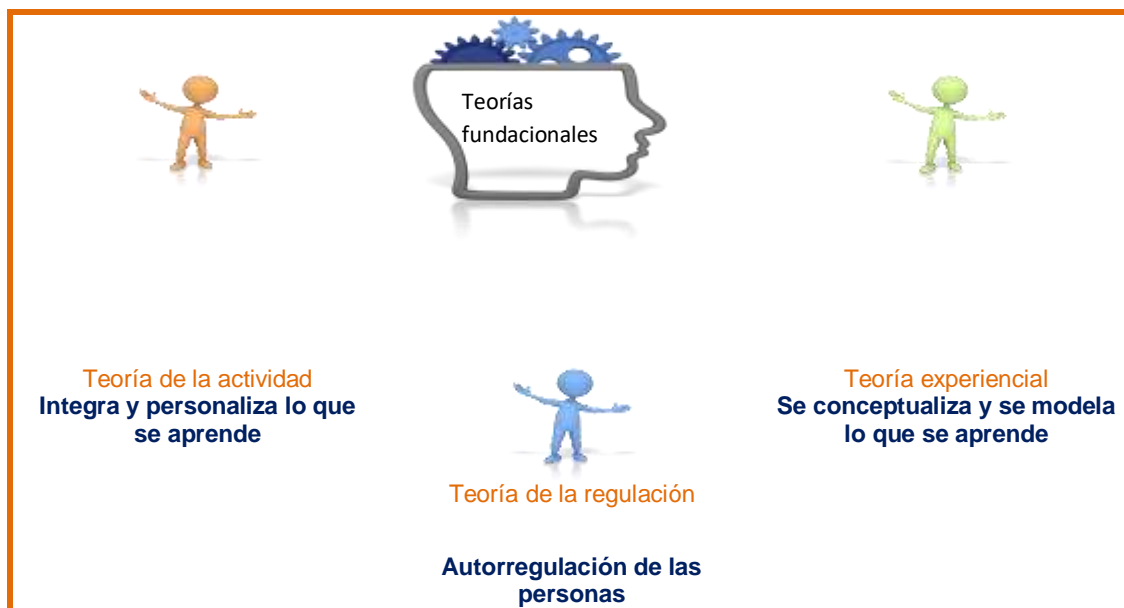 Teorías
fundacionales
Teoría de la actividad
Integra y personaliza lo que
se aprende
Teoría experiencial
Se conceptualiza y se modela
lo que se aprende
Teoría de la regulación
Autorregulación de las
personas